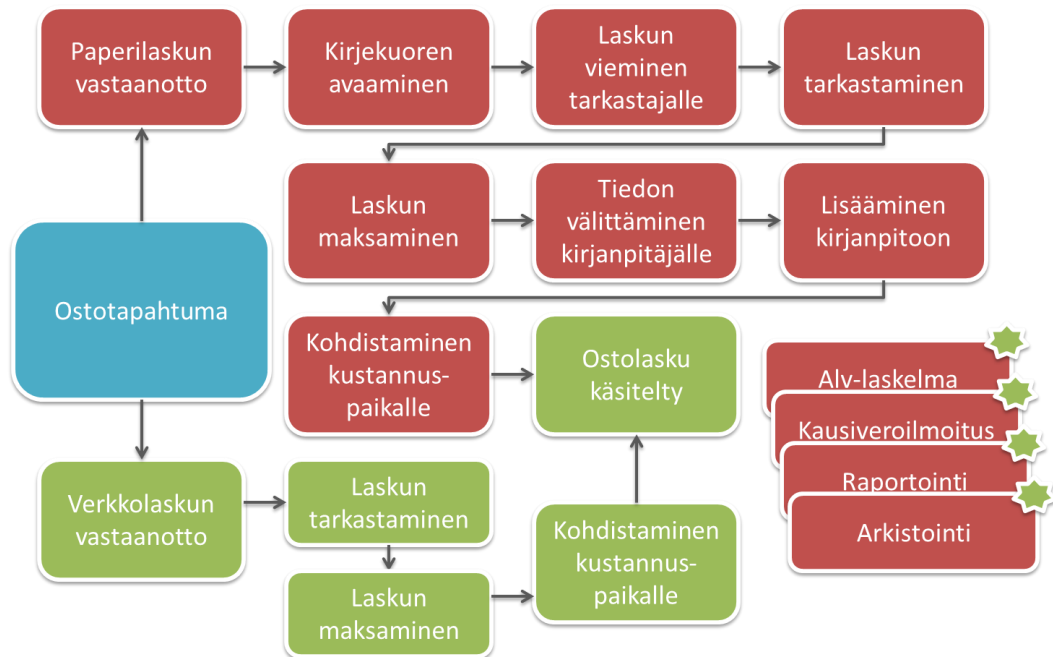 Paperilaskun
vastaanotto
Kirjekuoren
avaaminen
Laskun
vieminen
tarkastajalle
Laskun
tarkastaminen
Laskun
maksaminen
Tiedon
välittäminen
kirjanpitäjälle
Lisääminen
kirjanpitoon
Ostotapahtuma
Kohdistaminen
kustannus-
paikalle
Ostolasku
käsitelty
Alv-laskelma
Kausiveroilmoitus
Raportointi
Arkistointi
Verkkolaskun
vastaanotto
Laskun
tarkastaminen
Laskun
maksaminen
Kohdistaminen
kustannus-
paikalle